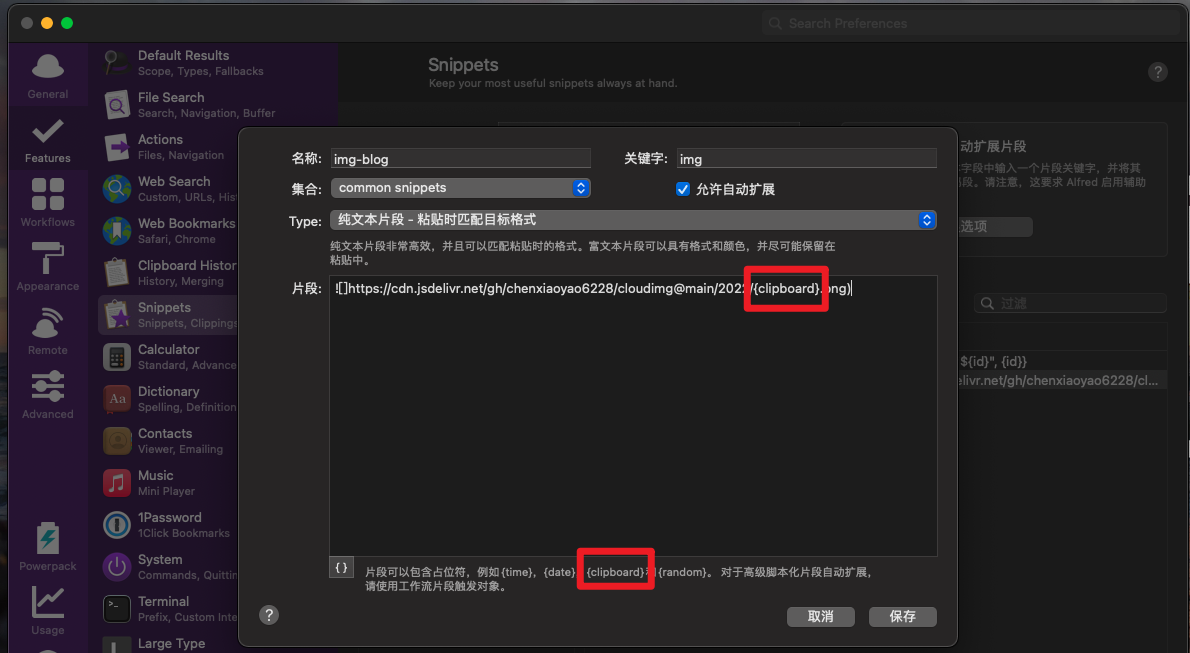 Search Preferences
General
Features
Workflows
Appearance
Remote
Advanced
Powerpack
Usage
Default Results
Scope, Types, Fallbacks
File Search
Search, Navigation, Buffer
Actions
Files, Navigation
Web Search
Custom, URLs, His
Web Bookmarks
Safari, Chrome
Clipboard Histor
History, Merging
Snippets
Snippets, Clippings
Calculator
Standard, Advance
Dictionary
Aa
Spelling, Definition
Contacts
Viewer, Emailing
Music
Mini Player
1Password
1Click Bookmarks
System
Commands, Quittin
Terminal
Prefix, Custom Inte
Large Type
Snippets
Keep your most useful snippets always at hand.
?
动扩展片段
字段中输入一个片段关键字，并将其
段。请注意，这要求 Alfred 启用辅助
选项
过滤
${id}", {id}}
elivr.net/gh/chenxiaoyao6228/cl...
名称: img-blog
关键字: img
集合: common snippets
允许自动扩展
Type: 纯文本片段 - 粘贴时匹配目标格式
纯文本片段非常高效，并且可以匹配粘贴时的格式。富文本片段可以具有格式和颜色，并尽可能保留在
粘贴中。
片段: ![]https://cdn.jsdelivr.net/gh/chenxiaoyao6228/cloudimg@main/2022/{clipboard}.png)
{}
片段可以包含占位符，例如{time}，{date} {clipboard}和{random}。 对于高级脚本化片段自动扩展，
请使用工作流片段触发对象。
?
取消
保存